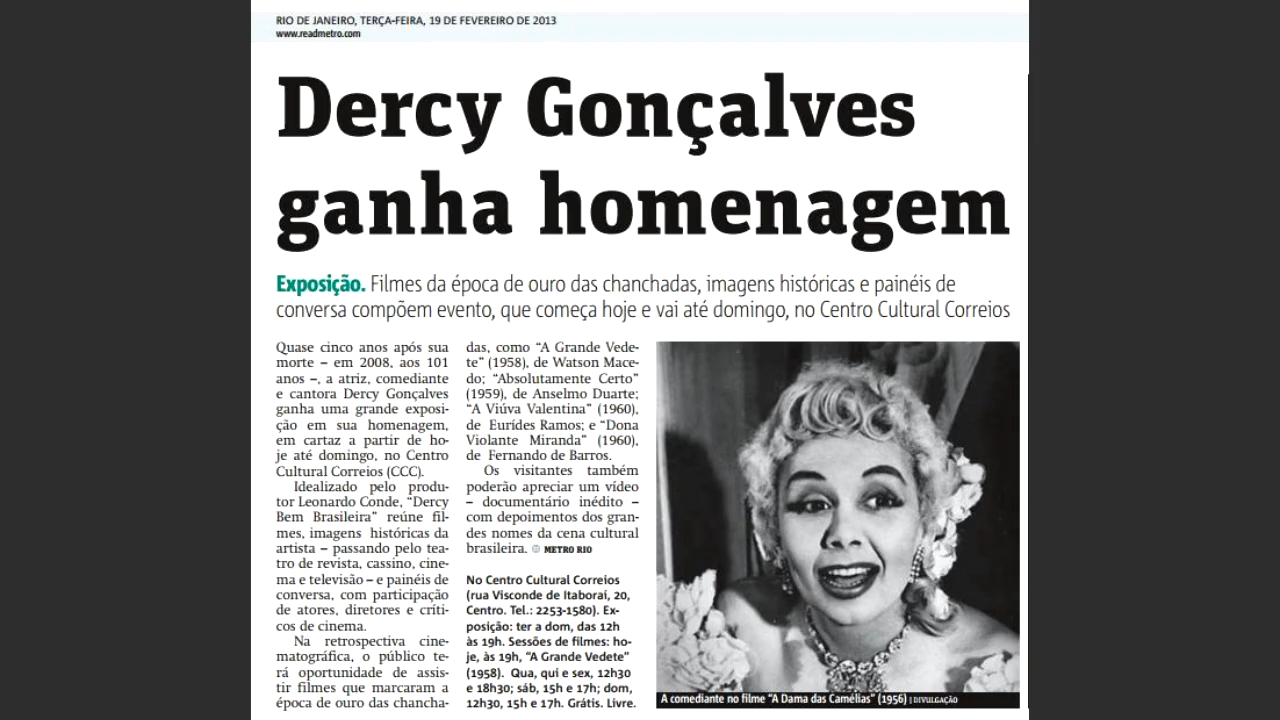 RIO DE JANEIRO, TERÇA-FEIRA, 19 DE FEVEREIRO DE 2013
www.readmetro.com
Dercy Gonçalves
ganha homenagem
Exposição. Filmes da época de ouro das chanchadas, imagens históricas e painéis de
conversa compõem evento, que começa hoje e vai até domingo, no Centro Cultural Correios
Quase cinco anos após sua
morte – em 2008, aos 101
anos –, a atriz, comediante
e cantora Dercy Gonçalves
ganha uma grande exposi-
ção em sua homenagem,
em cartaz a partir de ho-
je até domingo, no Centro
Cultural Correios (CCC).
Idealizado pelo produ-
tor Leonardo Conde, “Dercy
Bem Brasileira” reúne fil-
mes, imagens históricas da
artista – passando pelo tea-
tro de revista, cassino, cine-
ma e televisão – e painéis de
conversa, com participação
de atores, diretores e críti-
cos de cinema.
Na retrospectiva cine-
matográfica, o público te-
rá oportunidade de assis-
tir filmes que marcaram a
época de ouro das chancha-
das, como “A Grande Vede-
te” (1958), de Watson Mace-
do; “Absolutamente Certo”
(1959), de Anselmo Duarte;
“A Viúva Valentina” (1960),
de Eurídes Ramos; e “Dona
Violante Miranda” (1960),
de Fernando de Barros.
Os visitantes também
poderão apreciar um vídeo
– documentário inédito –
com depoimentos dos gran-
des nomes da cena cultural
brasileira. METRO RIO
No Centro Cultural Correios
(rua Visconde de Itaboraí, 20,
Centro. Tel.: 2253-1580). Ex-
posição: ter a dom, das 12h
às 19h. Sessões de filmes: ho-
je, às 19h, “A Grande Vedete”
(1958). Qua, qui e sex, 12h30
e 18h30; sáb, 15h e 17h; dom,
12h30, 15h e 17h. Grátis. Livre.
A comediante no filme “A Dama das Camélias” (1956) | DIVULGAÇÃO